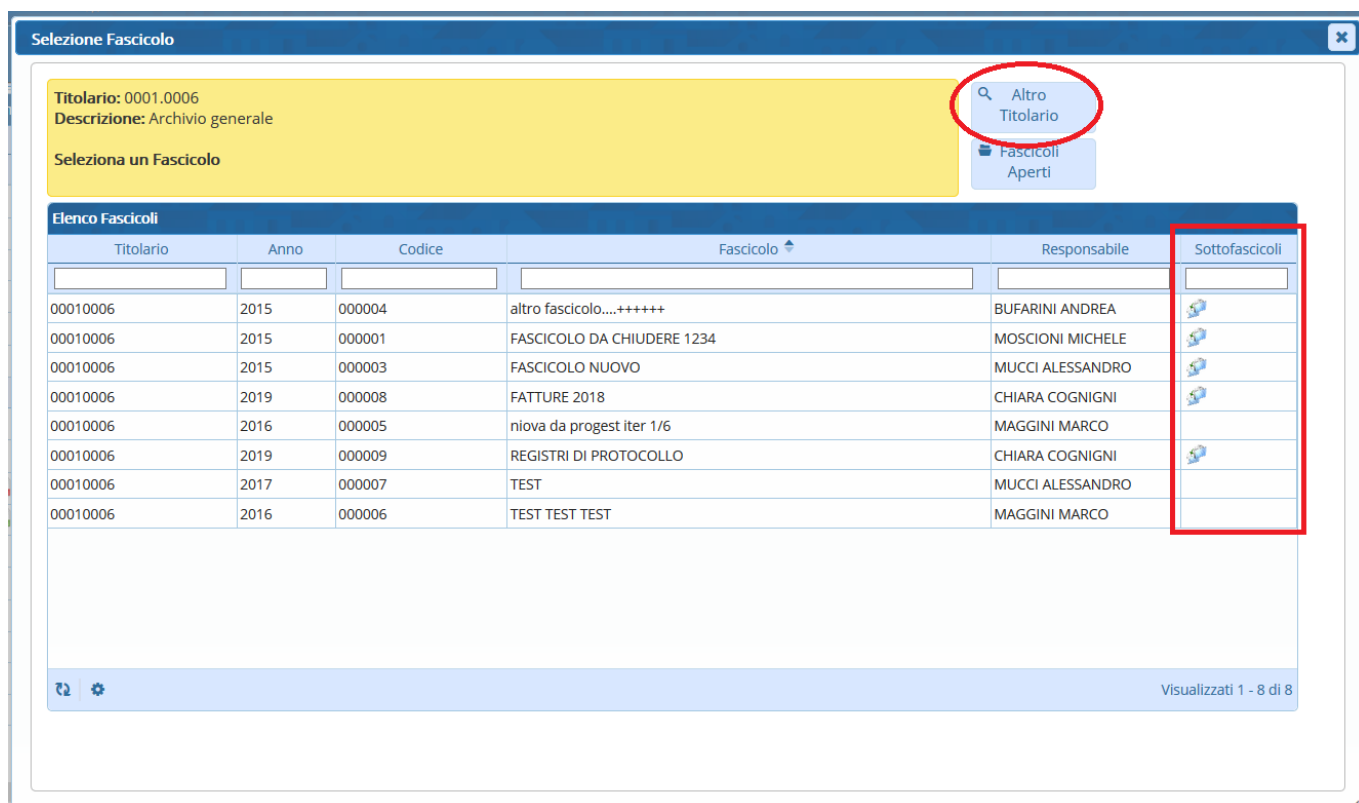 Selezione Fascicolo
Titolario: 0001.0006
Descrizione: Archivio generale
Seleziona un Fascicolo
Altro
Titolario
Fascicoli
Aperti
Elenco Fascicoli
Titolario Anno Codice Fascicolo Responsabile Sottofascicoli
00010006 2015 000004 altro fascicolo....++++++ BUFARINI ANDREA
00010006 2015 000001 FASCICOLO DA CHIUDERE 1234 MOSCIONI MICHELE
00010006 2015 000003 FASCICOLO NUOVO MUCCI ALESSANDRO
00010006 2019 000008 FATTURE 2018 CHIARA COGNIGNI
00010006 2016 000005 niova da progest iter 1/6 MAGGINI MARCO
00010006 2019 000009 REGISTRI DI PROTOCOLLO CHIARA COGNIGNI
00010006 2017 000007 TEST MUCCI ALESSANDRO
00010006 2016 000006 TEST TEST TEST MAGGINI MARCO
Visualizzati 1 - 8 di 8